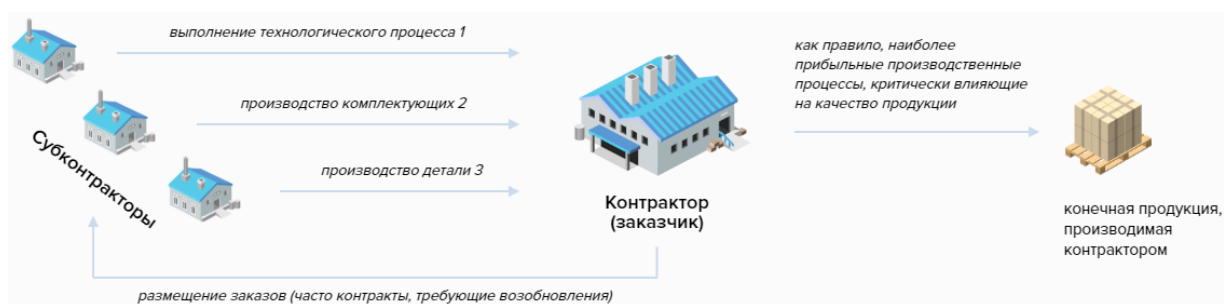 выполнение технологического процесса 1
производство комплектующих 2
производство детали 3
Субконтракторы
Контрактор
(заказчик)
как правило, наиболее
прибыльные производственные
процессы, критически влияющие
на качество продукции
конечная продукция,
производимая
контрактором
размещение заказов (часто контракты, требующие возобновления)